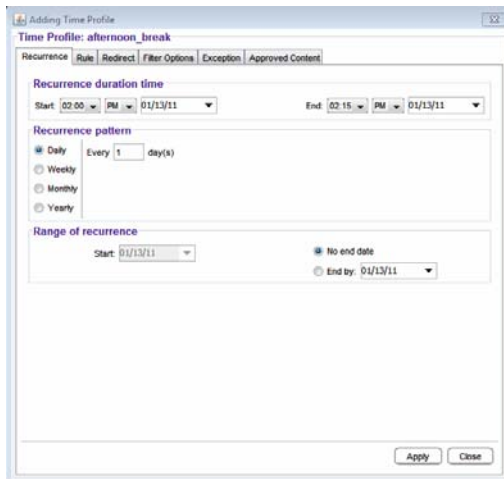 Adding Time Profile
Time Profile: afternoon_break
Recurrence Rule Redirect Filter Options Exception Approved Content
Recurrence duration time
Start: 02:00 PM 01/13/11 End: 02:15 PM 01/13/11
Recurrence pattern
Daily Every 1 day(s)
Weekly
Monthly
Yearly
Range of recurrence
Start: 01/13/11 No end date
End by: 01/13/11
Apply Close